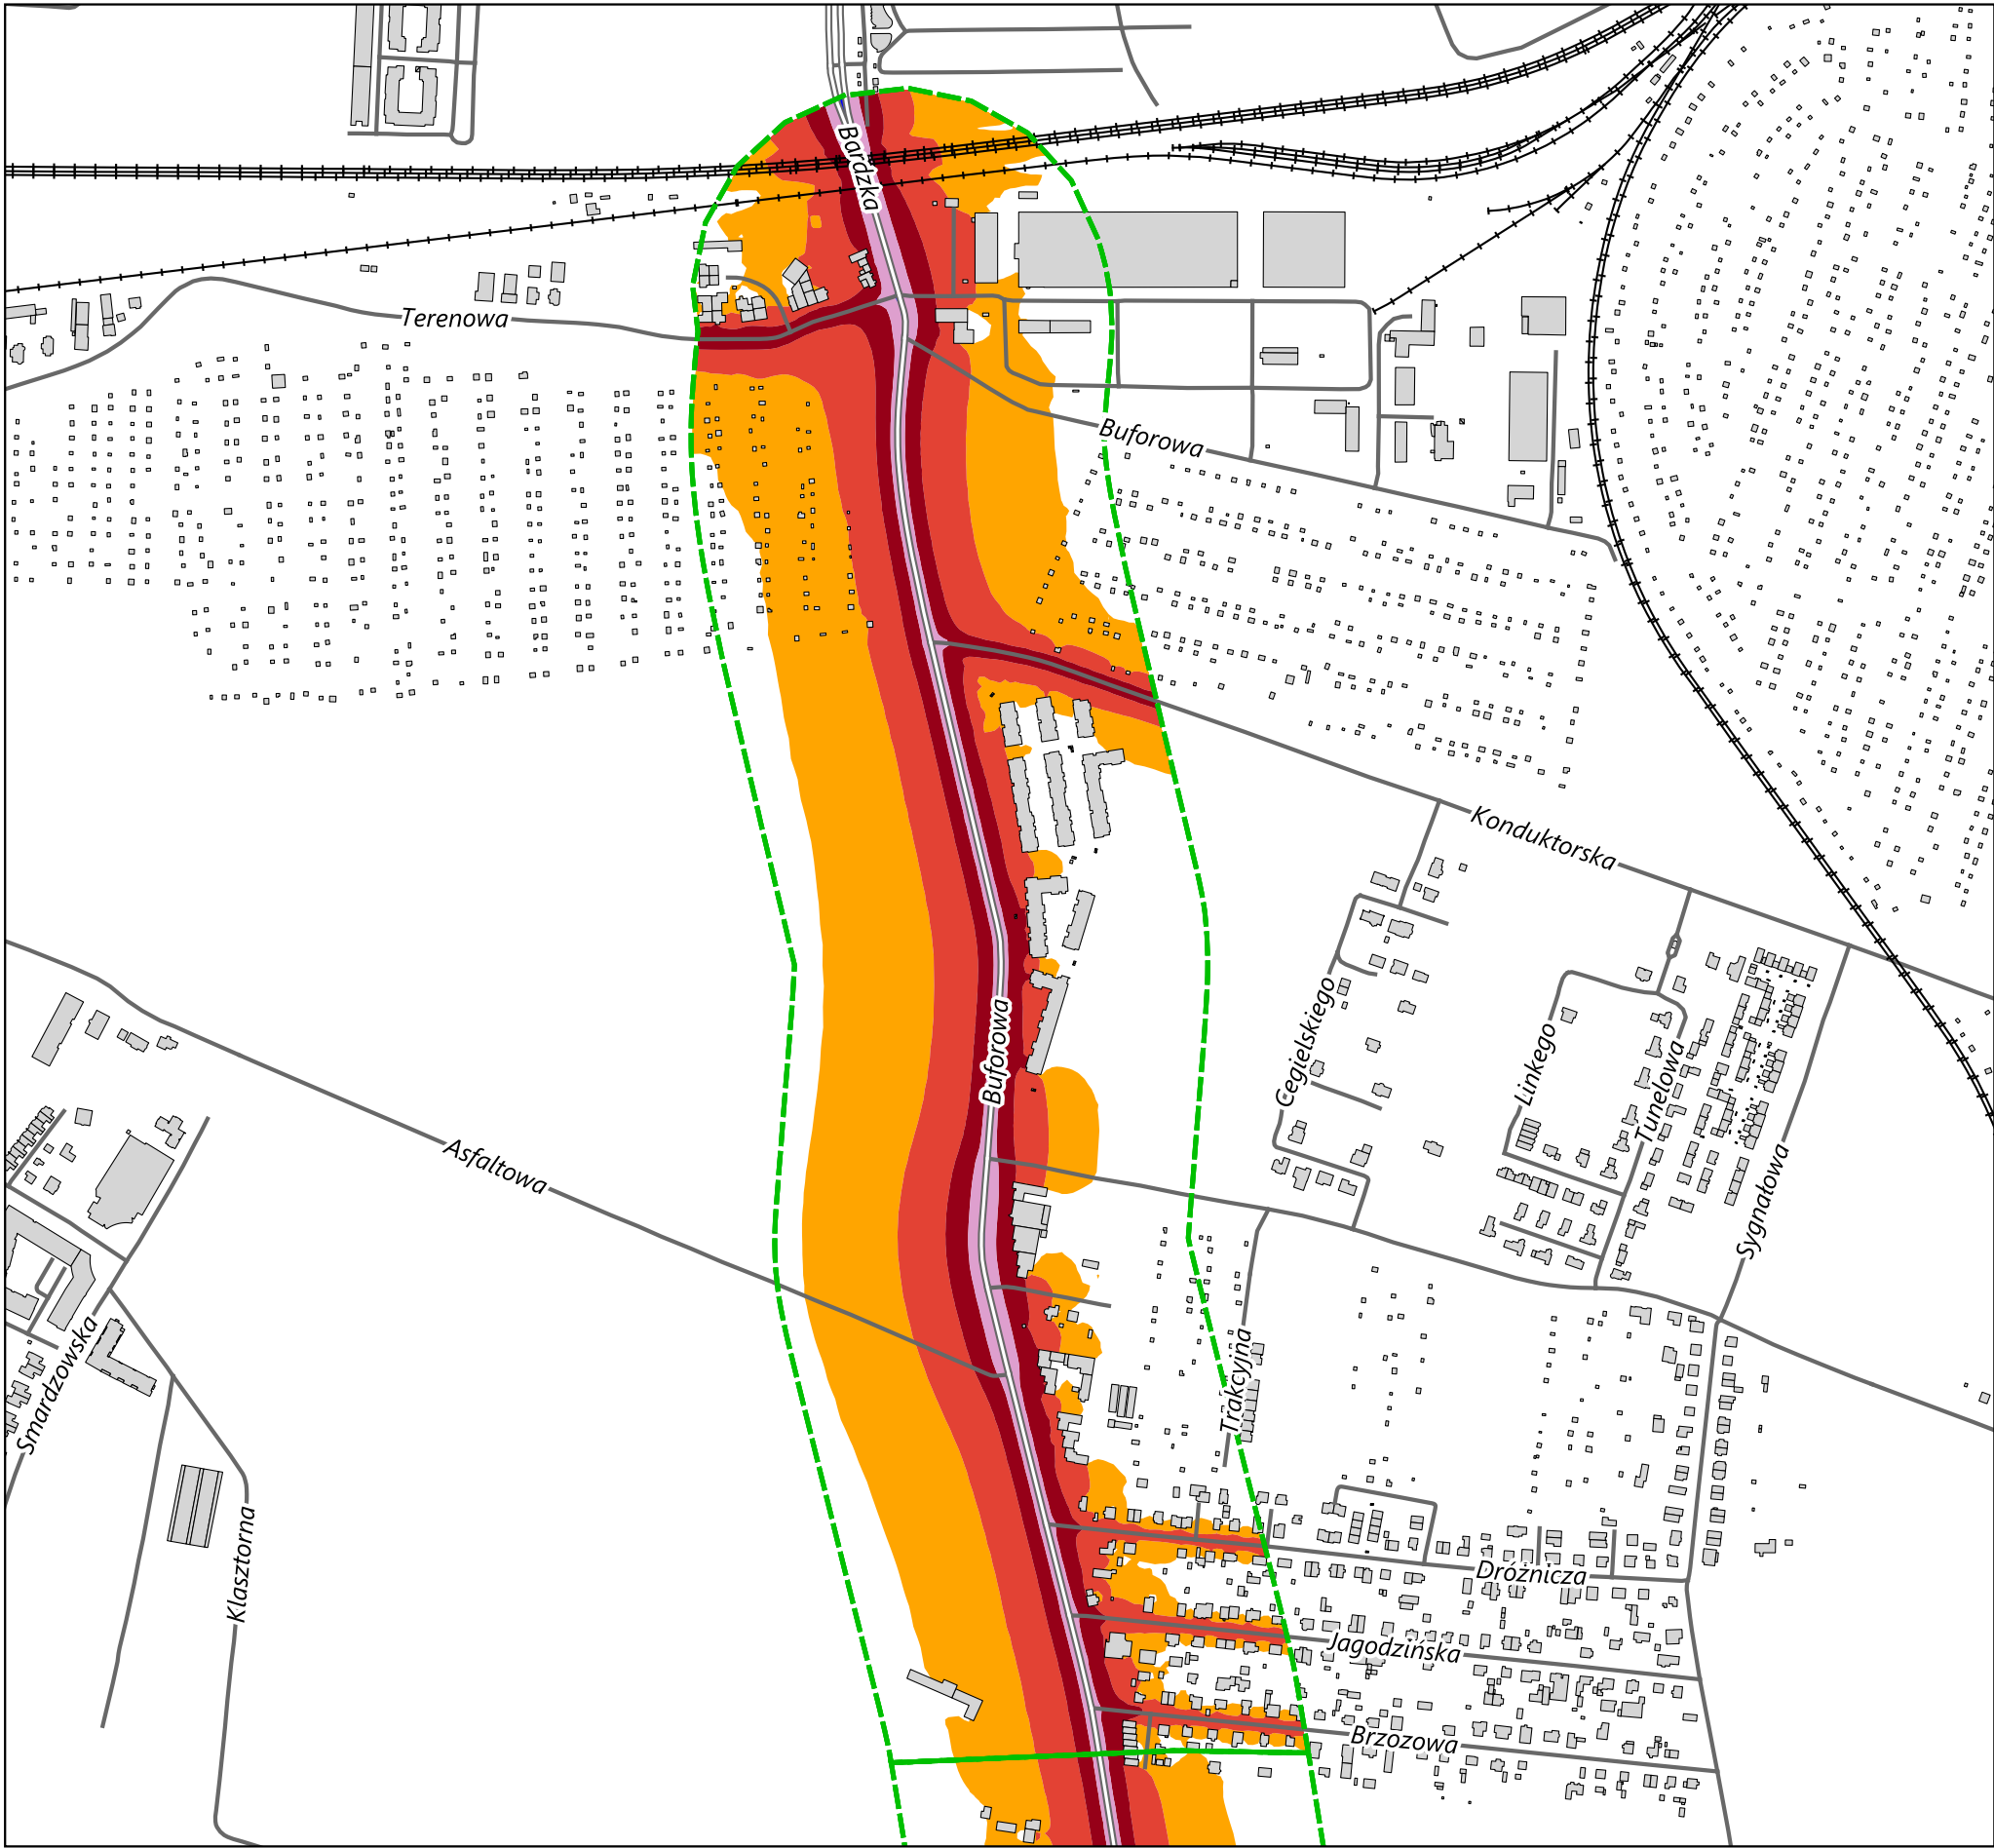 Bardzka
Terenowa
Buforowa
Konduktorska
Buforowa
Cegielskiego
Linkego
Tunelowa
Sygnałowa
Asfaltowa
Smardzowska
Trakcyjna
Klasztorna
Dróżnicza
Jagodzińska
Brzozowa